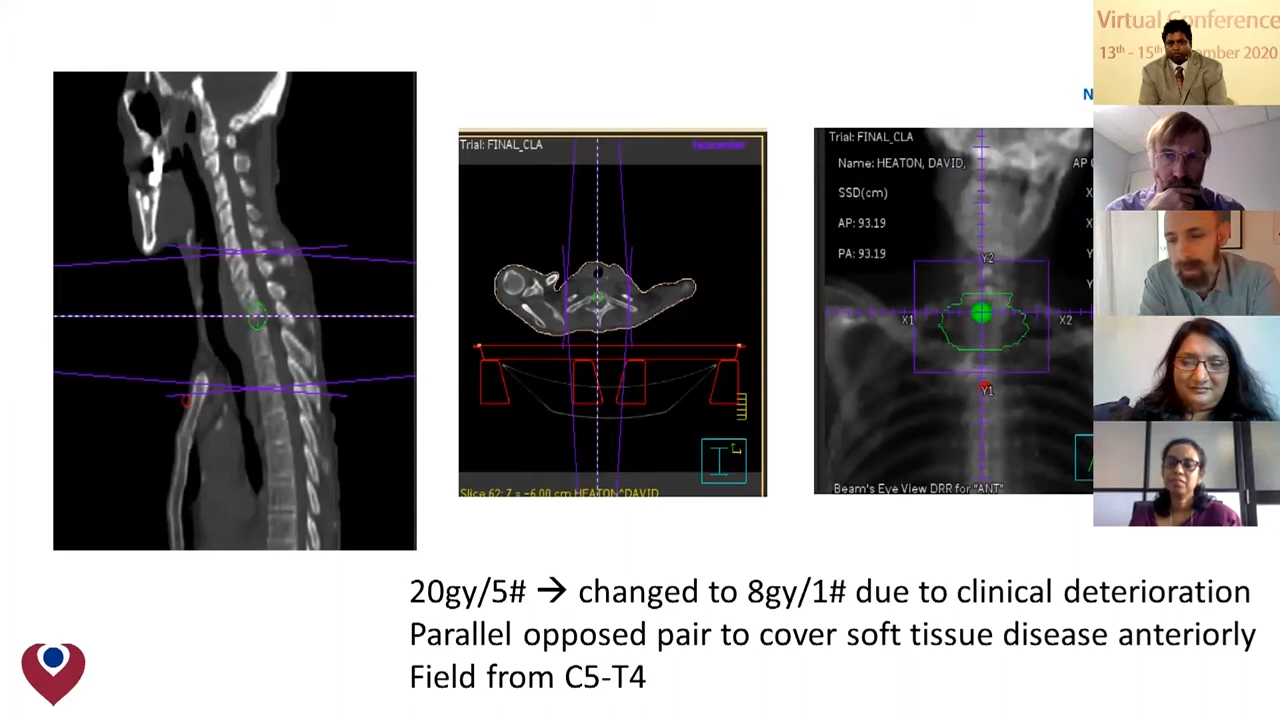 Virtual Conference
13th - 15th
mber 2020
N
Trial: FINAL_CLA
Slice 62: Z = -6.00 cm HEATON^DAVID
Trial: FINAL_CLA
Name: HEATON, DAVID,
AP
SSD(cm)
X
AP: 93.19
X
PA: 93.19
Y
Y2
Y
X1
X2
Y1
Beam's Eye View DRR for "ANT"
20gy/5# → changed to 8gy/1# due to clinical deterioration
Parallel opposed pair to cover soft tissue disease anteriorly
Field from C5-T4